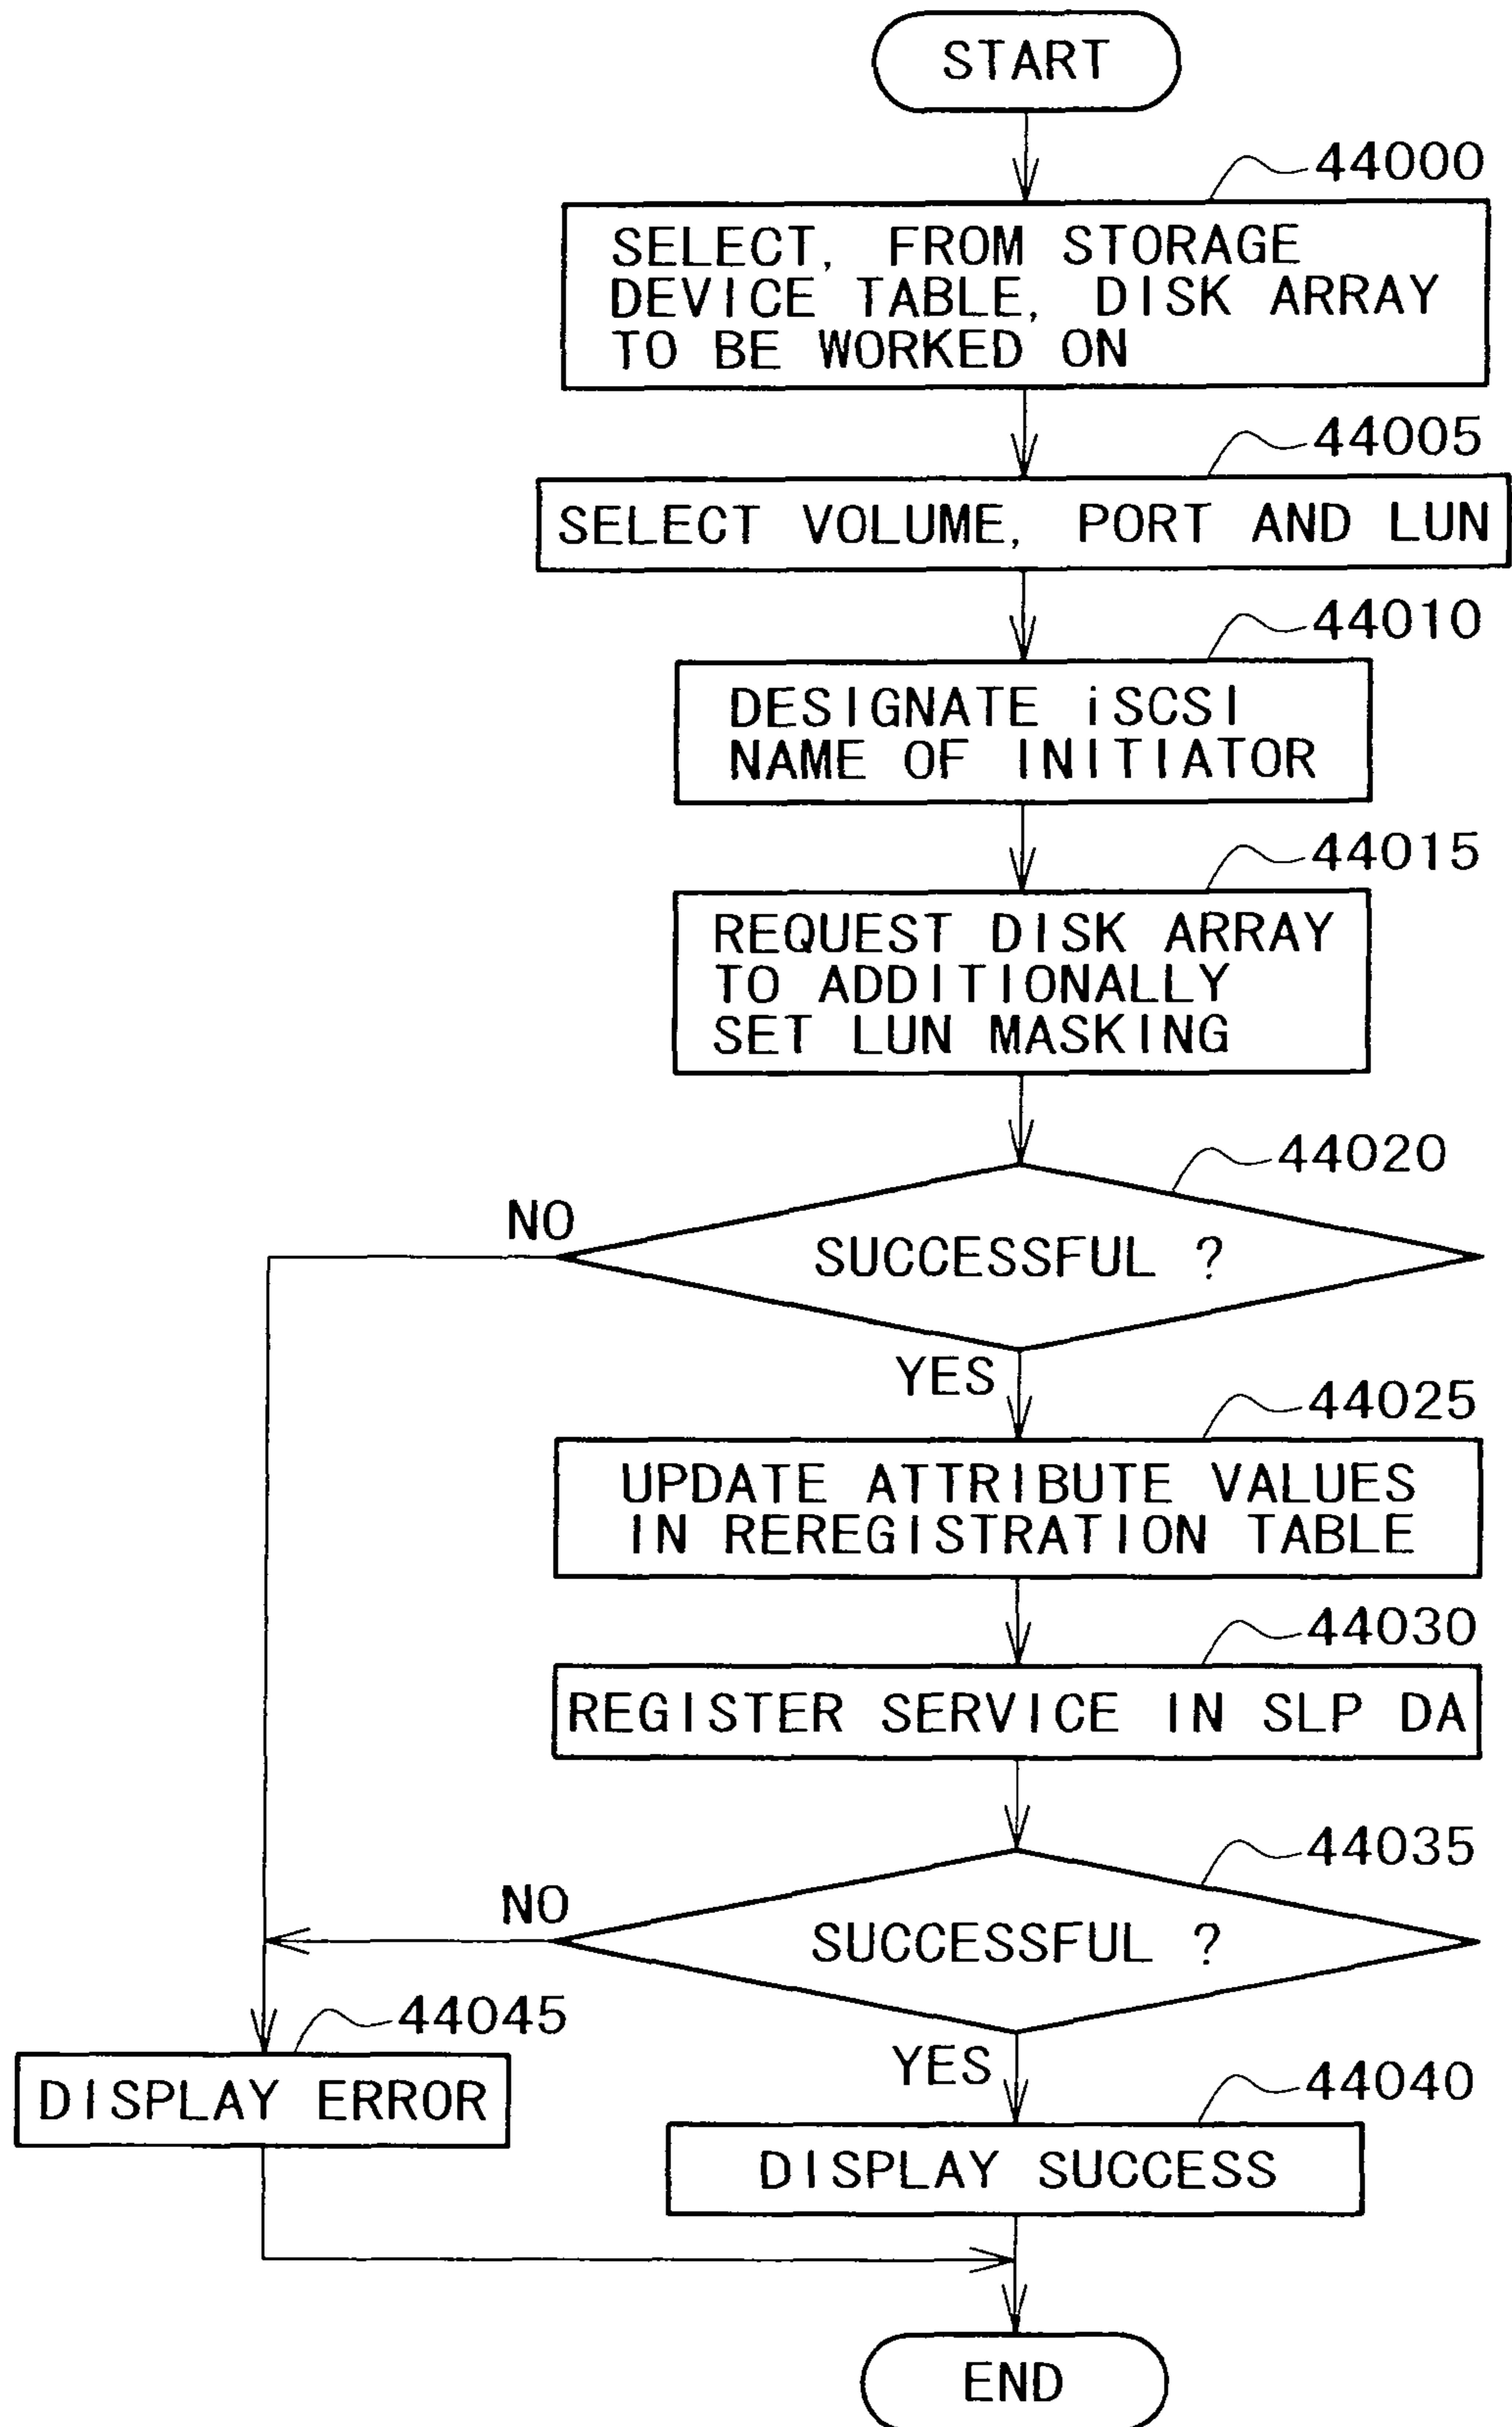 START
44000
SELECT, FROM STORAGE
DEVICE TABLE, DISK ARRAY
TO BE WORKED ON
44005
SELECT VOLUME, PORT AND LUN
44010
DESIGNATE iSCSI
NAME OF INITIATOR
44015
REQUEST DISK ARRAY
TO ADDITIONALLY
SET LUN MASKING
44020
NO
SUCCESSFUL ?
YES
44025
UPDATE ATTRIBUTE VALUES
IN REREGISTRATION TABLE
44030
REGISTER SERVICE IN SLP DA
44035
NO
SUCCESSFUL ?
44045
DISPLAY ERROR
YES
44040
DISPLAY SUCCESS
END